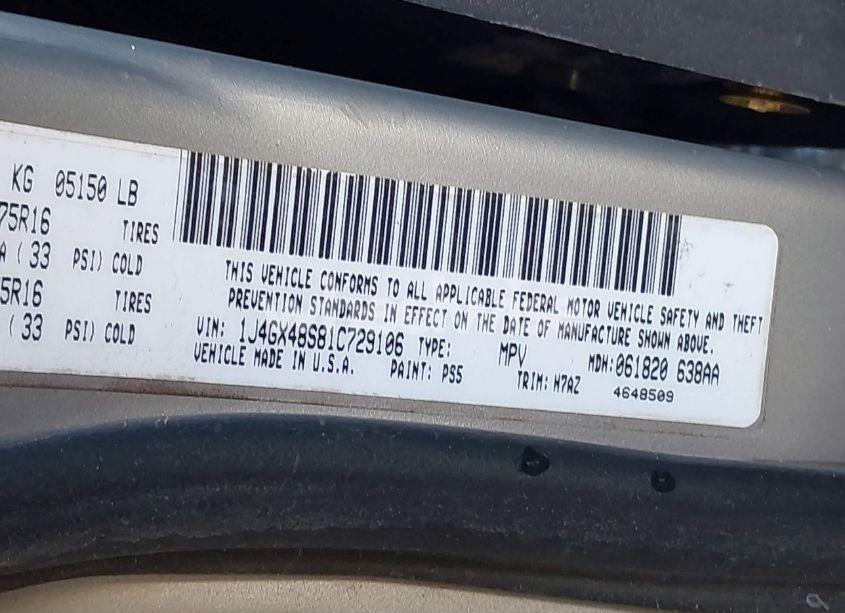 KG 05150 LB
75R16 TIRES
A ( 33 PSI) COLD
5R16 TIRES
( 33 PSI) COLD
THIS VEHICLE CONFORMS TO ALL APPLICABLE FEDERAL MOTOR VEHICLE SAFETY AND THEFT
PREVENTION STANDARDS IN EFFECT ON THE DATE OF MANUFACTURE SHOWN ABOVE.
VIN: 1J4GX48S81C729106 TYPE: MPV MDH:061820 638AA
VEHICLE MADE IN U.S.A. PAINT: PS5 TRIM: H7AZ 4648509